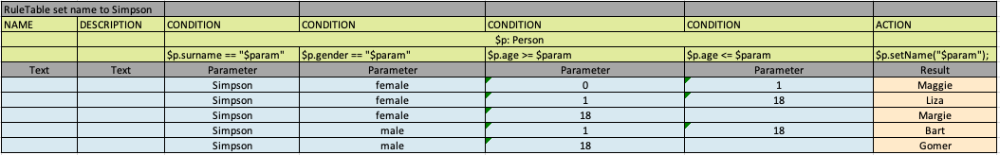 RuleTable set name to Simpson
NAME DESCRIPTION CONDITION CONDITION CONDITION CONDITION ACTION
$p: Person
$p.surname == "$param" $p.gender == "$param" $p.age >= $param $p.age <= $param $p.setName("$param");
Text Text Parameter Parameter Parameter Parameter Result
Simpson female 0 1 Maggie
Simpson female 1 18 Liza
Simpson female 18 Margie
Simpson male 1 18 Bart
Simpson male 18 Gomer